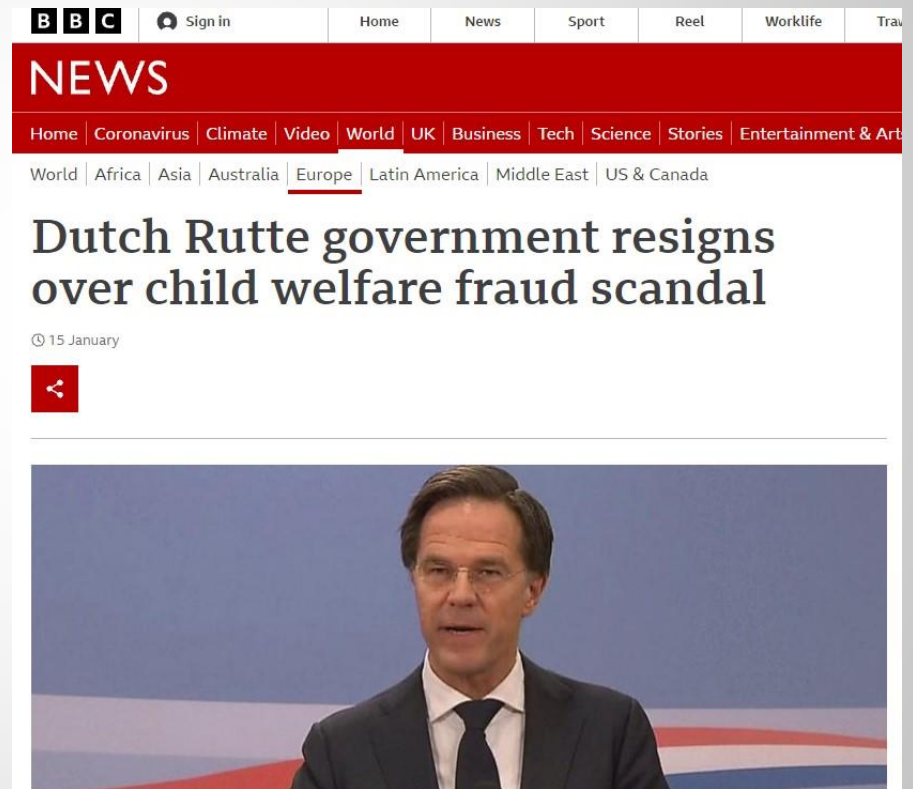 BBC Sign in Home News Sport Reel Worklife
NEWS
Home Coronavirus Climate Video World UK Business Tech Science Stories Entertainment &
World Africa Asia Australia Europe Latin America Middle East US & Canada
Dutch Rutte government resigns
over child welfare fraud scandal
15 January